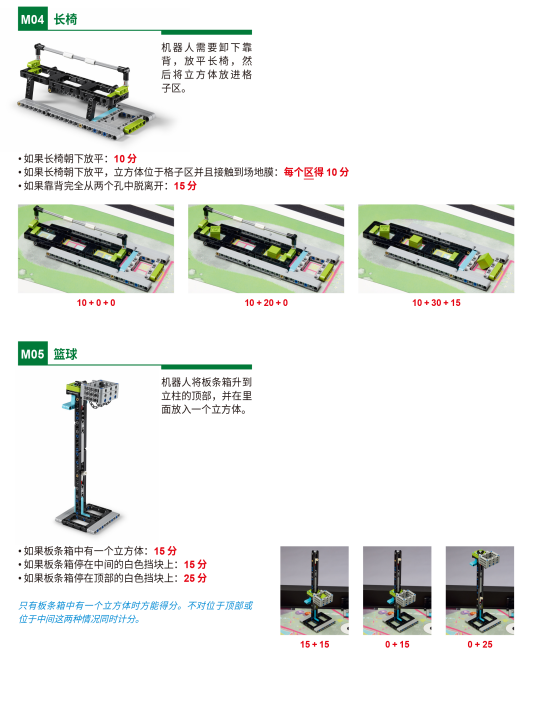 M04 长椅
机器人需要卸下靠
背，放平长椅，然
后将立方体放进格
子区。
• 如果长椅朝下放平：10 分
• 如果长椅朝下放平，立方体位于格子区并且接触到场地膜：每个区得 10 分
• 如果靠背完全从两个孔中脱离开：15 分
10 + 0 + 0
10 + 20 + 0
10 + 30 + 15
M05 篮球
机器人将板条箱升到
立柱的顶部，并在里
面放入一个立方体。
• 如果板条箱中有一个立方体：15 分
• 如果板条箱停在中间的白色挡块上：15 分
• 如果板条箱停在顶部的白色挡块上：25 分
只有板条箱中有一个立方体时方能得分。不对位于顶部或
位于中间这两种情况同时计分。
15 + 15
0 + 15
0 + 25